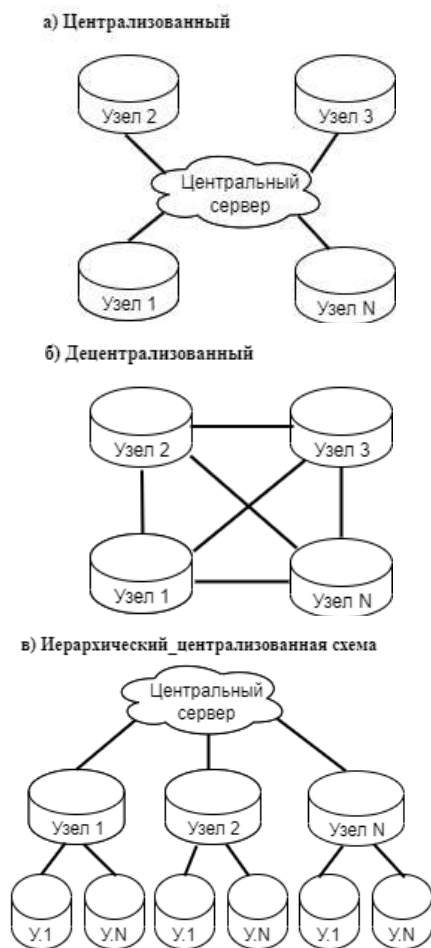 а) Централизованный
Узел 2
Узел 3
Центральный
сервер
Узел 1
Узел N
б) Децентрализованный
Узел 2
Узел 3
Узел 1
Узел N
в) Иерархический_централизованная схема
Центральный
сервер
Узел 1
Узел 2
Узел N
У.1
У.N
У.1
У.N
У.1
У.N